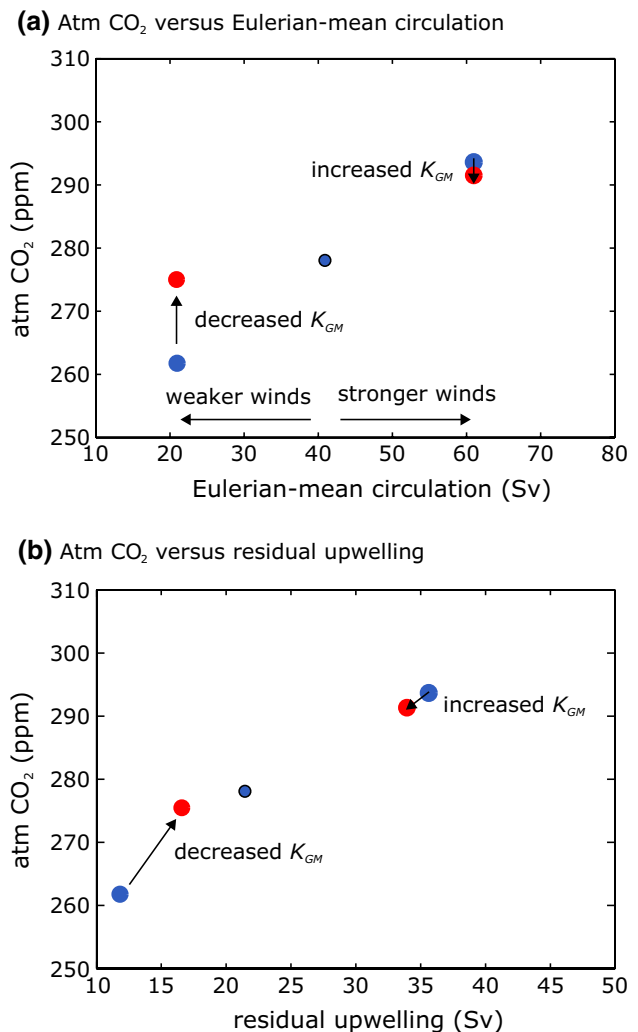 (a) Atm CO₂ versus Eulerian-mean circulation
310
300
290
280
270
260
250
atm CO₂ (ppm)
increased K_GM
decreased K_GM
weaker winds
stronger winds
10 20 30 40 50 60 70 80
Eulerian-mean circulation (Sv)
(b) Atm CO₂ versus residual upwelling
310
300
290
280
270
260
250
atm CO₂ (ppm)
increased K_GM
decreased K_GM
10 15 20 25 30 35 40 45 50
residual upwelling (Sv)